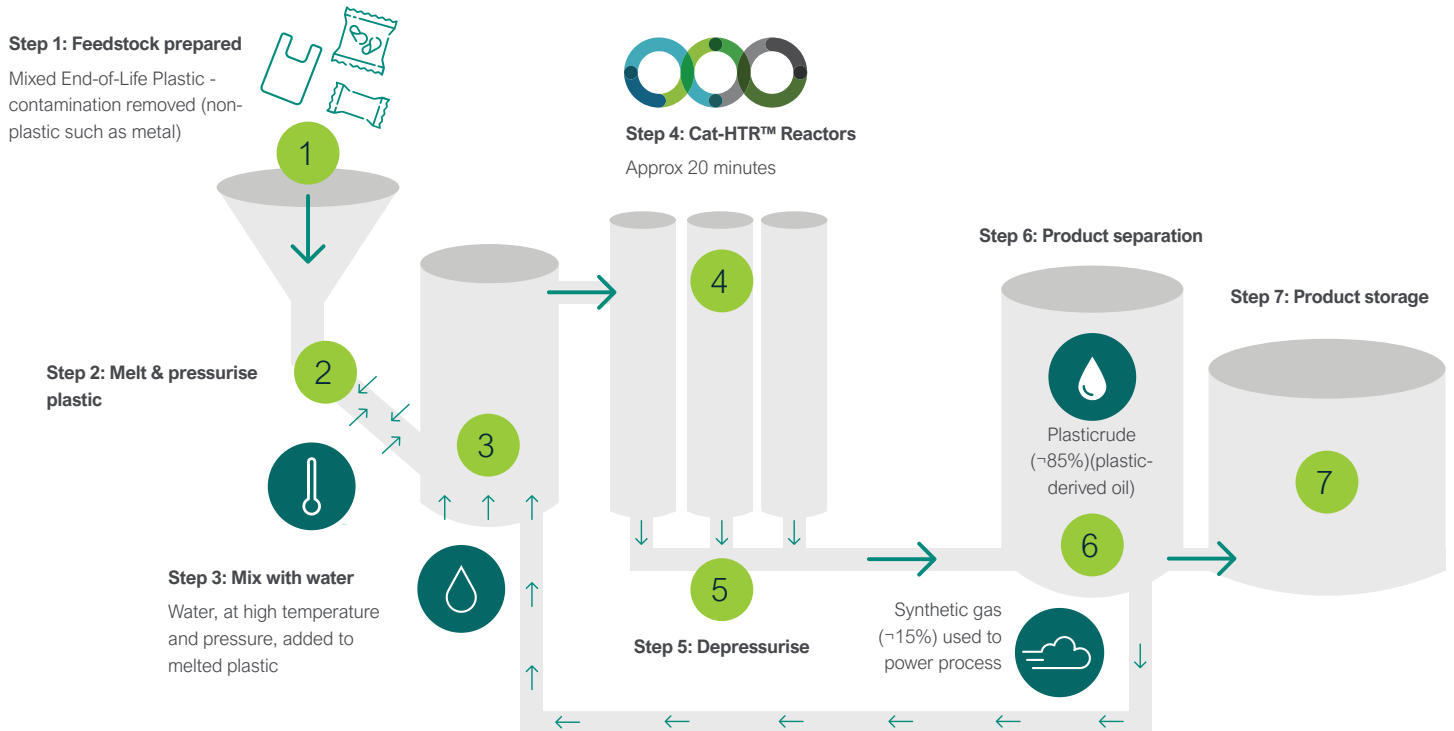 Step 1: Feedstock prepared
Mixed End-of-Life Plastic -
contamination removed (non-
plastic such as metal)
1
Step 4: Cat-HTR™ Reactors
Approx 20 minutes
4
Step 2: Melt & pressurise
plastic
2
3
Step 3: Mix with water
Water, at high temperature
and pressure, added to
melted plastic
5
Step 5: Depressurise
Step 6: Product separation
Plasticrude
(¬85%)(plastic-
derived oil)
6
Synthetic gas
(¬15%) used to
power process
Step 7: Product storage
7